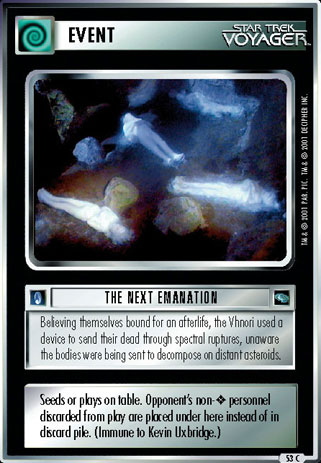 EVENT
STAR TREK
VOYAGER™
TM & © 2001 PAR. PIC. TM & © 2001 DECIPHER INC.
THE NEXT EMANATION
Believing themselves bound for an afterlife, the Vhnori used a
device to send their dead through spectral ruptures, unaware
the bodies were being sent to decompose on distant asteroids.
Seeds or plays on table. Opponent's non-❖ personnel
discarded from play are placed under here instead of in
discard pile. (Immune to Kevin Uxbridge.)
53 C